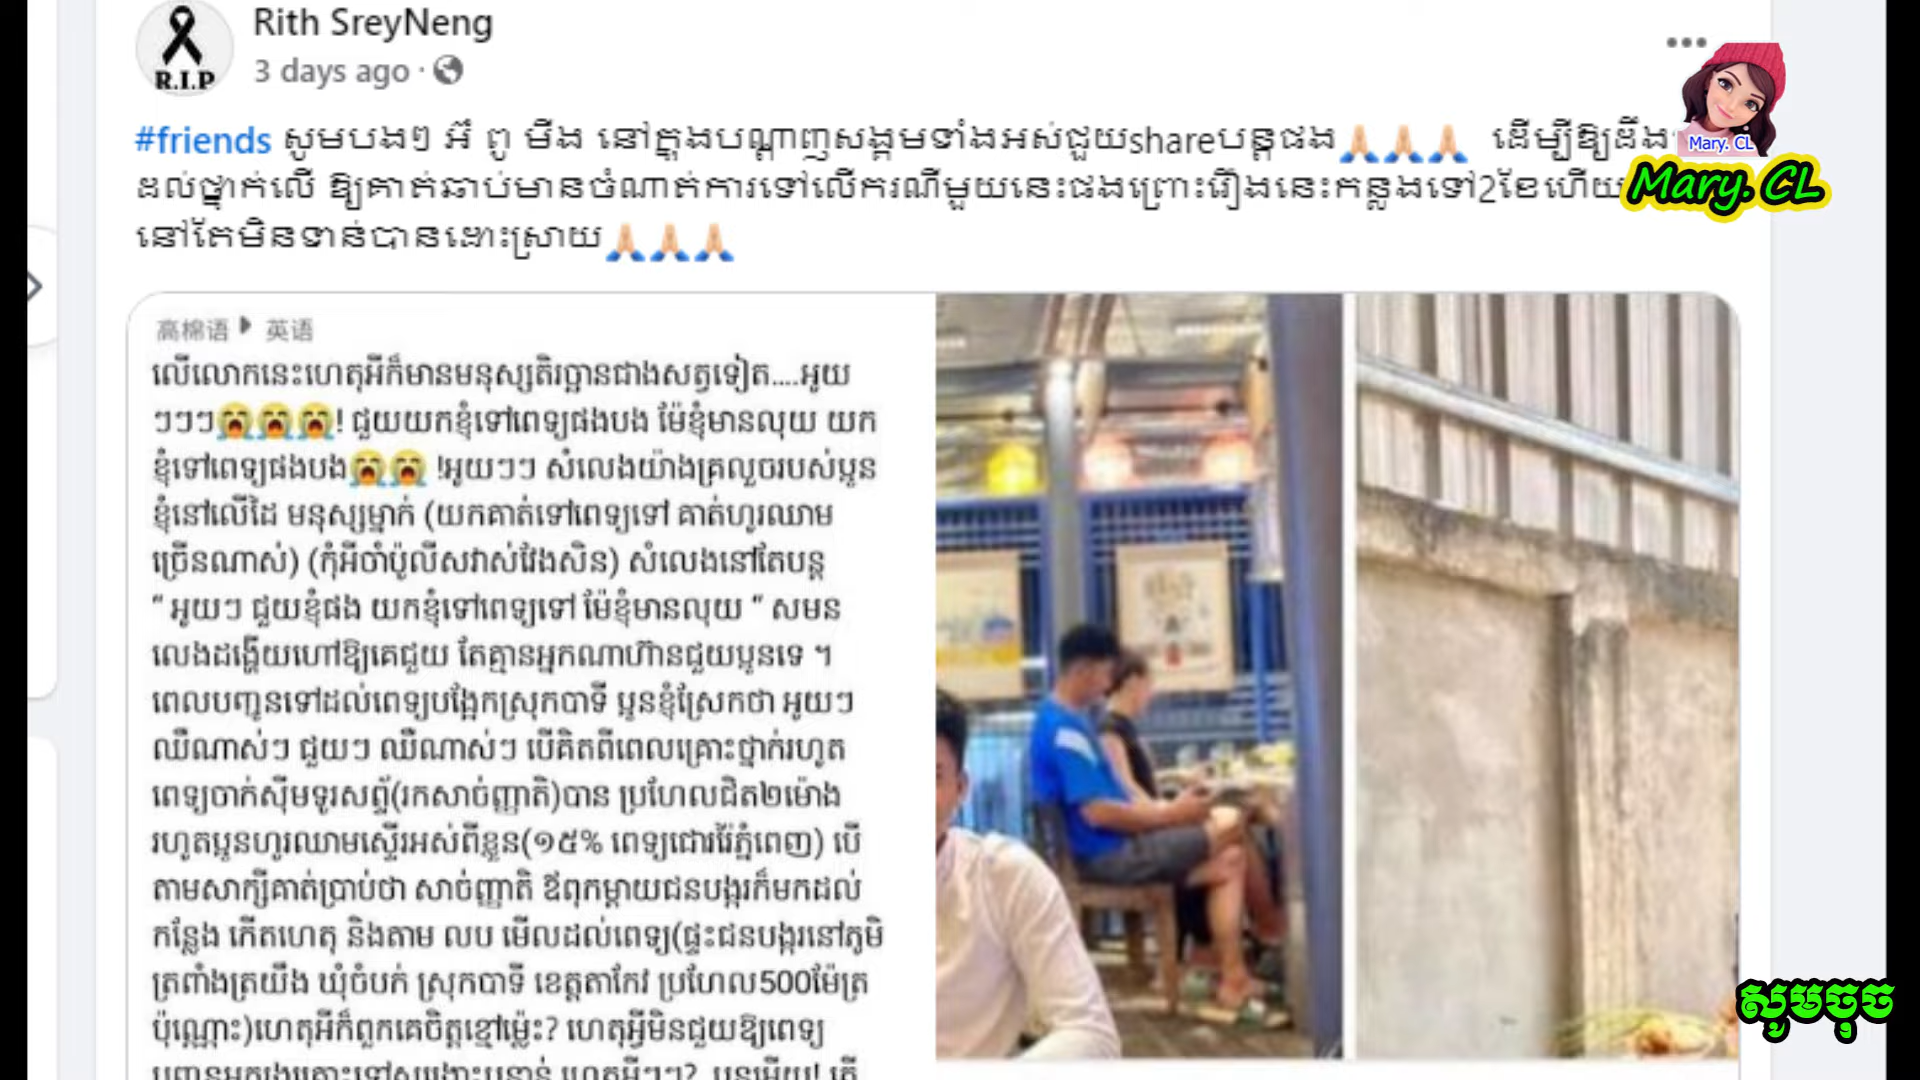 Rith SreyNeng
3 days ago ·
R.I.P
#friends សូមបងៗ អ៊ំ ពូ មីង នៅក្នុងបណ្ដាញសង្គមទាំងអស់ជួយshareបន្តផង🙏🏻🙏🏻🙏🏻 ដើម្បីឱ្យដឹង
ដល់ថ្នាក់លើ ឱ្យគាត់ឆាប់មានចំណាត់ការទៅលើករណីមួយនេះផងព្រោះរឿងនេះកន្លងទៅ2ខែហើយ
នៅតែមិនទាន់បានដោះស្រាយ🙏🏻🙏🏻🙏🏻
Mary. CL
Mary. CL
高棉语 ▶ 英语
លើលោកនេះហេតុអីក៏មានមនុស្សតិរច្ឆានជាងសត្វទៀត....អូយ
ៗៗៗ😭😭😭! ជួយយកខ្ញុំទៅពេទ្យផងបង ម៉ែខ្ញុំមានលុយ យក
ខ្ញុំទៅពេទ្យផងបង😭😭 !អូយៗៗ សំលេងយ៉ាងគ្រលួចរបស់ប្អូន
ខ្ញុំនៅលើដៃ មនុស្សម្នាក់ (យកគាត់ទៅពេទ្យទៅ គាត់ហូរឈាម
ច្រើនណាស់) (កុំអីចាំប៉ូលីសវាស់វែងសិន) សំលេងនៅតែបន្ត
“ អូយៗ ជួយខ្ញុំផង យកខ្ញុំទៅពេទ្យទៅ ម៉ែខ្ញុំមានលុយ “ សមន
លេងដង្ហើយហៅឱ្យគេជួយ តែគ្មានអ្នកណាហ៊ានជួយប្អូនទេ ។
ពេលបញ្ជូនទៅដល់ពេទ្យបង្អែកស្រុកបាទី ប្អូនខ្ញុំស្រែកថា អូយៗ
ឈឺណាស់ៗ ជួយៗ ឈឺណាស់ៗ បើគិតពីពេលគ្រោះថ្នាក់រហូត
ពេទ្យចាក់ស៊ីមទូរសព្ទ័(រកសាច់ញាតិ)បាន ប្រហែលជិត២ម៉ោង
រហូតប្អូនហូរឈាមស្ទើរអស់ពីខ្លួន(១៥% ពេទ្យជោរ៉ៃភ្នំពេញ) បើ
តាមសាក្សីគាត់ប្រាប់ថា សាច់ញាតិ ឪពុកម្ដាយជនបង្ករក៏មកដល់
កន្លែង កើតហេតុ និងតាម លប មើលដល់ពេទ្យ(ផ្ទះជនបង្ករនៅភូមិ
ត្រពាំងត្រយឹង ឃុំចំបក់ ស្រុកបាទី ខេត្តតាកែវ ប្រហែល500ម៉ែត្រ
ប៉ុណ្ណោះ)ហេតុអីក៏ពួកគេចិត្តខ្មៅម្ល៉េះ? ហេតុអ្វីមិនជួយឱ្យពេទ្យ
សូមចុច